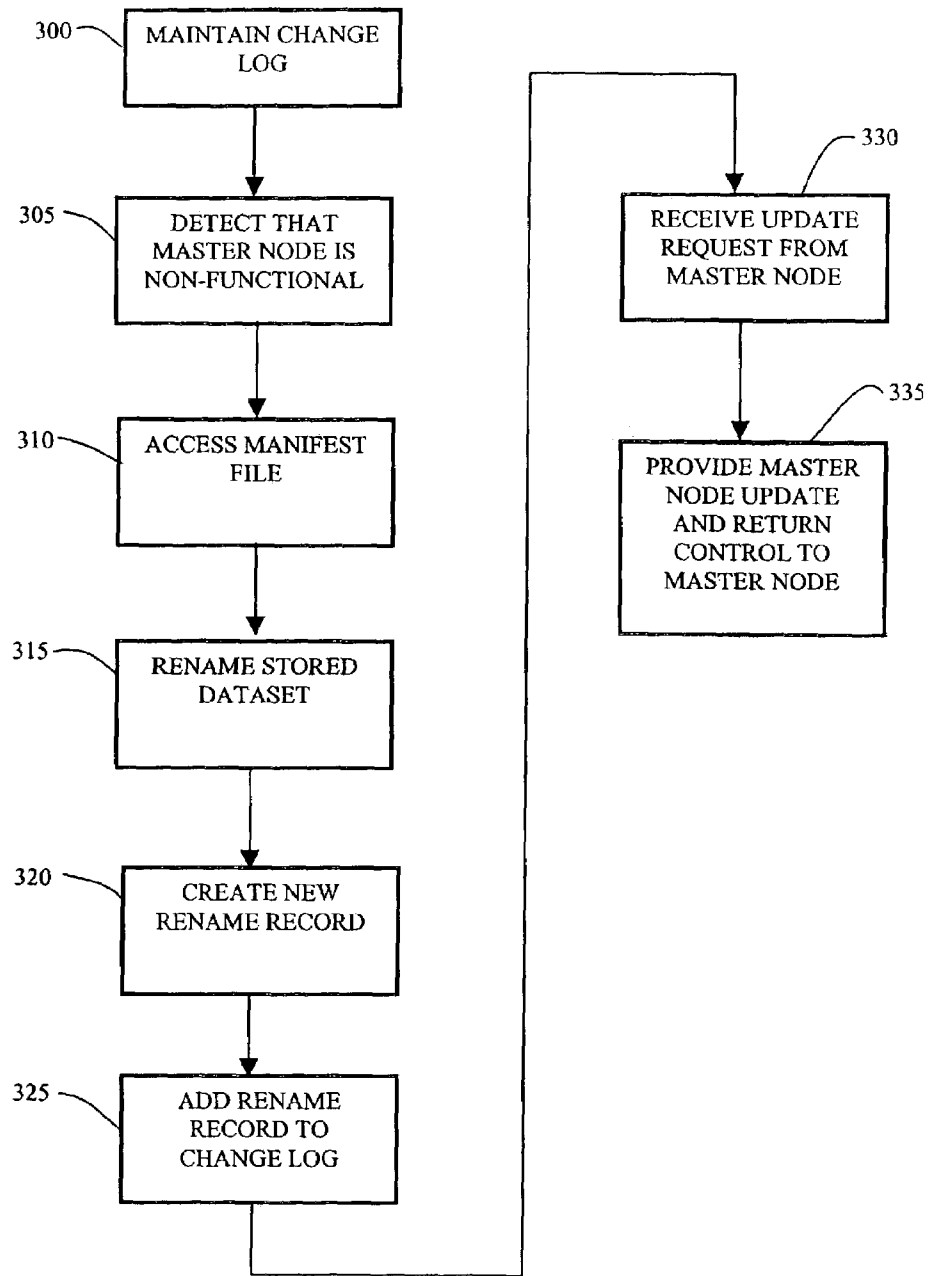 300
MAINTAIN CHANGE
LOG
305
DETECT THAT
MASTER NODE IS
NON-FUNCTIONAL
310
ACCESS MANIFEST
FILE
315
RENAME STORED
DATASET
320
CREATE NEW
RENAME RECORD
325
ADD RENAME
RECORD TO
CHANGE LOG
330
RECEIVE UPDATE
REQUEST FROM
MASTER NODE
335
PROVIDE MASTER
NODE UPDATE
AND RETURN
CONTROL TO
MASTER NODE